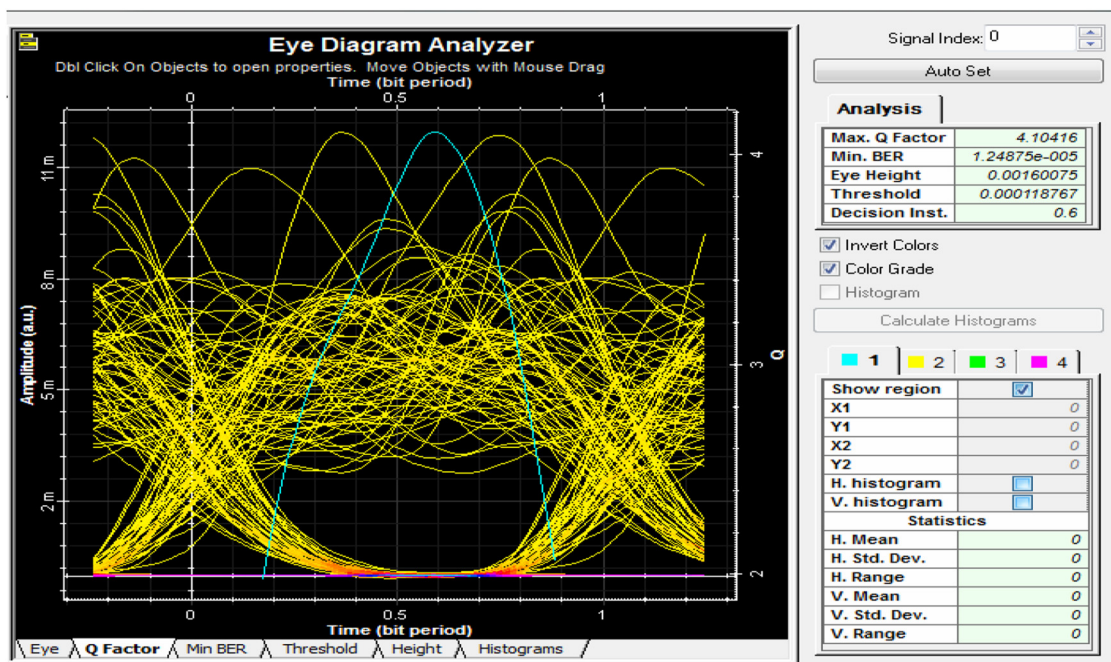 Eye Diagram Analyzer
Dbl Click On Objects to open properties. Move Objects with Mouse Drag
Time (bit period)
0 0.5 1
11 m
8 m
5 m
2 m
Amplitude (a.u.)
4
3
2
Q
0 0.5 1
Time (bit period)
Eye Q Factor Min BER Threshold Height Histograms
Signal Index: 0
Auto Set
Analysis
Max. Q Factor 4.10416
Min. BER 1.24875e-005
Eye Height 0.00160075
Threshold 0.000118767
Decision Inst. 0.6
Invert Colors
Color Grade
Histogram
Calculate Histograms
1 2 3 4
Show region
X1 0
Y1 0
X2 0
Y2 0
H. histogram
V. histogram
Statistics
H. Mean 0
H. Std. Dev. 0
H. Range 0
V. Mean 0
V. Std. Dev. 0
V. Range 0